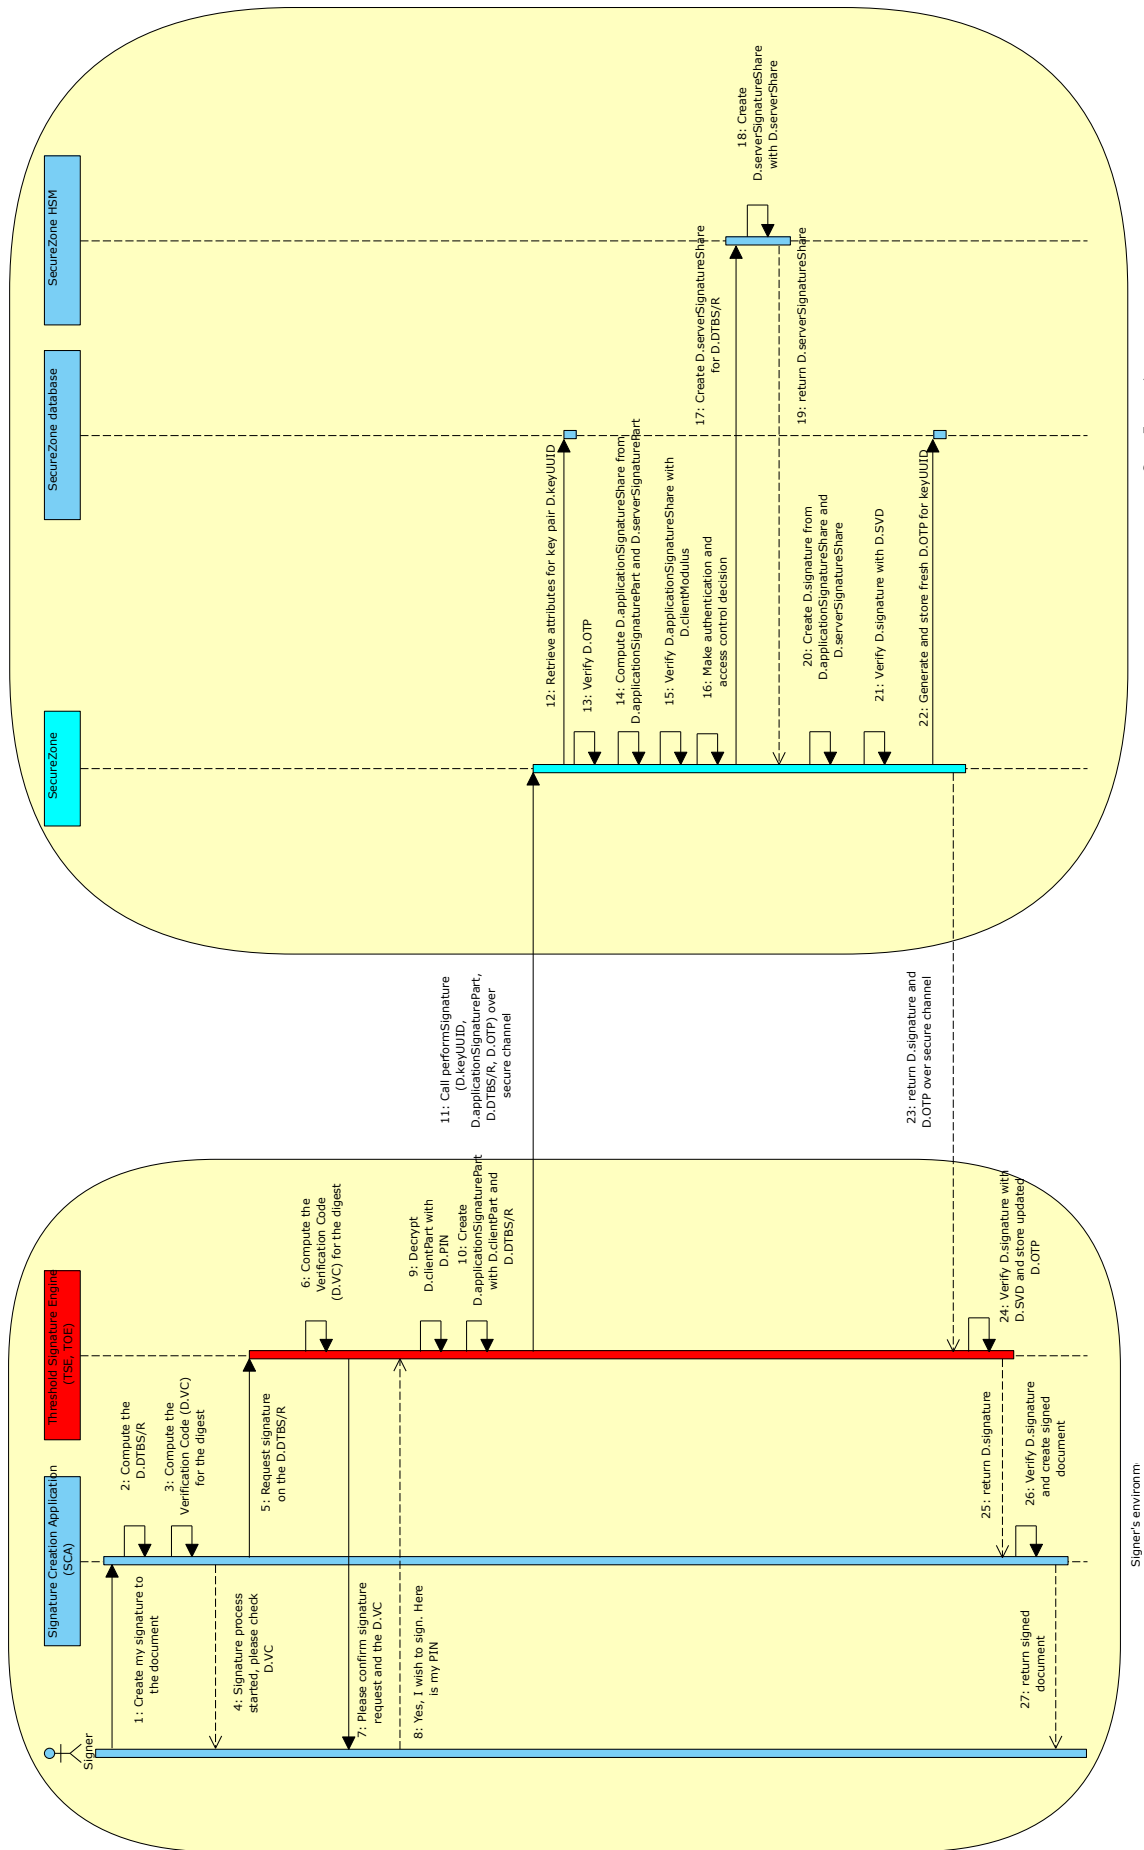 Signer
Signature Creation Application
(SCA)
Threshold Signature Engine
(TSE, TOE)
SecureZone
SecureZone database
SecureZone HSM
1: Create my signature to
the document
2: Compute the
D.DTBS/R
3: Compute the
Verification Code (D.VC)
for the digest
4: Signature process
started, please check
D.VC
5: Request signature
on the D.DTBS/R
6: Compute the
Verification Code
(D.VC) for the digest
7: Please confirm signature
request and the D.VC
8: Yes, I wish to sign. Here
is my PIN
9: Decrypt
D.clientPart with
D.PIN
10: Create
D.applicationSignaturePart
with D.clientPart and
D.DTBS/R
11: Call performSignature
(D.keyUUID,
D.applicationSignaturePart,
D.DTBS/R, D.OTP) over
secure channel
12: Retrieve attributes for key pair D.keyUUID
13: Verify D.OTP
14: Compute D.applicationSignatureShare from
D.applicationSignaturePart and D.serverSignaturePart
15: Verify D.applicationSignatureShare with
D.clientModulus
16: Make authentication and
access control decision
17: Create D.serverSignatureShare
for D.DTBS/R
18: Create
D.serverSignatureShare
with D.serverShare
19: return D.serverSignatureShare
20: Create D.signature from
D.applicationSignatureShare and
D.serverSignatureShare
21: Verify D.signature with D.SVD
22: Generate and store fresh D.OTP for keyUUID
23: return D.signature and
D.OTP over secure channel
24: Verify D.signature with
D.SVD and store updated
D.OTP
25: return D.signature
26: Verify D.signature
and create signed
document
27: return signed
document
Signer's environm